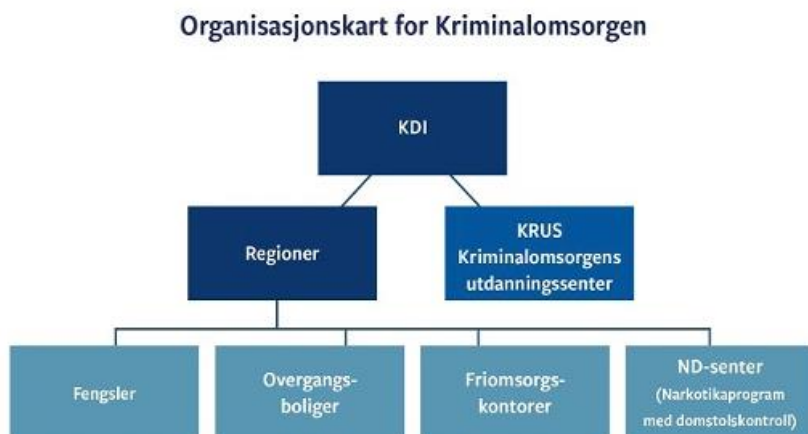 Organisasjonskart for Kriminalomsorgen
KDI
Regioner
KRUS
Kriminalomsorgens
utdanningssenter
Fengsler
Overgangs-
boliger
Friomsorgs-
kontorer
ND-senter
(Narkotikaprogram
med domstolskontroll)